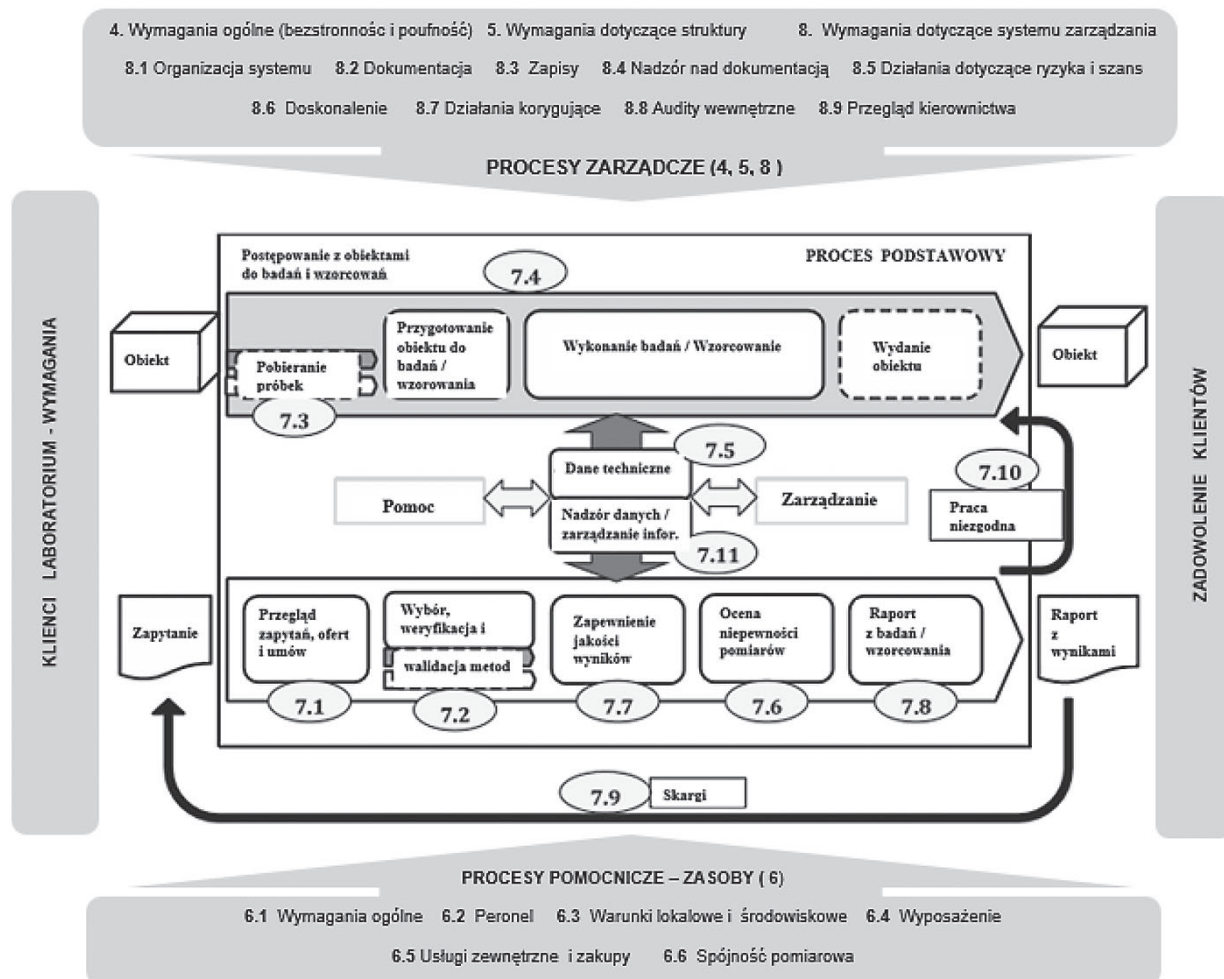 4. Wymagania ogólne (bezstronnośc i poufność) 5. Wymagania dotyczące struktury 8. Wymagania dotyczące systemu zarządzania
8.1 Organizacja systemu 8.2 Dokumentacja 8.3 Zapisy 8.4 Nadzór nad dokumentacją 8.5 Działania dotyczące ryzyka i szans
8.6 Doskonalenie 8.7 Działania korygujące 8.8 Audity wewnętrzne 8.9 Przegląd kierownictwa
PROCESY ZARZĄDCZE (4, 5, 8 )
KLIENCI LABORATORIUM - WYMAGANIA
Postępowanie z obiektami
do badań i wzorcowań
7.4
PROCES PODSTAWOWY
Obiekt
Pobieranie
próbek
7.3
Przygotowanie
obiektu do
badań /
wzorowania
Wykonanie badań / Wzorcowanie
Wydanie
obiektu
Obiekt
Pomoc
Dane techniczne
7.5
Nadzór danych /
zarządzanie infor.
7.11
Zarządzanie
7.10
Praca
niezgodna
Zapytanie
Przegląd
zapytań, ofert
i umów
7.1
Wybór,
weryfikacja i
walidacja metod
7.2
Zapewnienie
jakości
wyników
7.7
Ocena
niepewności
pomiarów
7.6
Raport
z badań /
wzorcowania
7.8
Raport
z
wynikami
7.9
Skargi
ZADOWOLENIE KLIENTÓW
PROCESY POMOCNICZE – ZASOBY ( 6)
6.1 Wymagania ogólne 6.2 Peronel 6.3 Warunki lokalowe i środowiskowe 6.4 Wyposażenie
6.5 Usługi zewnętrzne i zakupy 6.6 Spójność pomiarowa